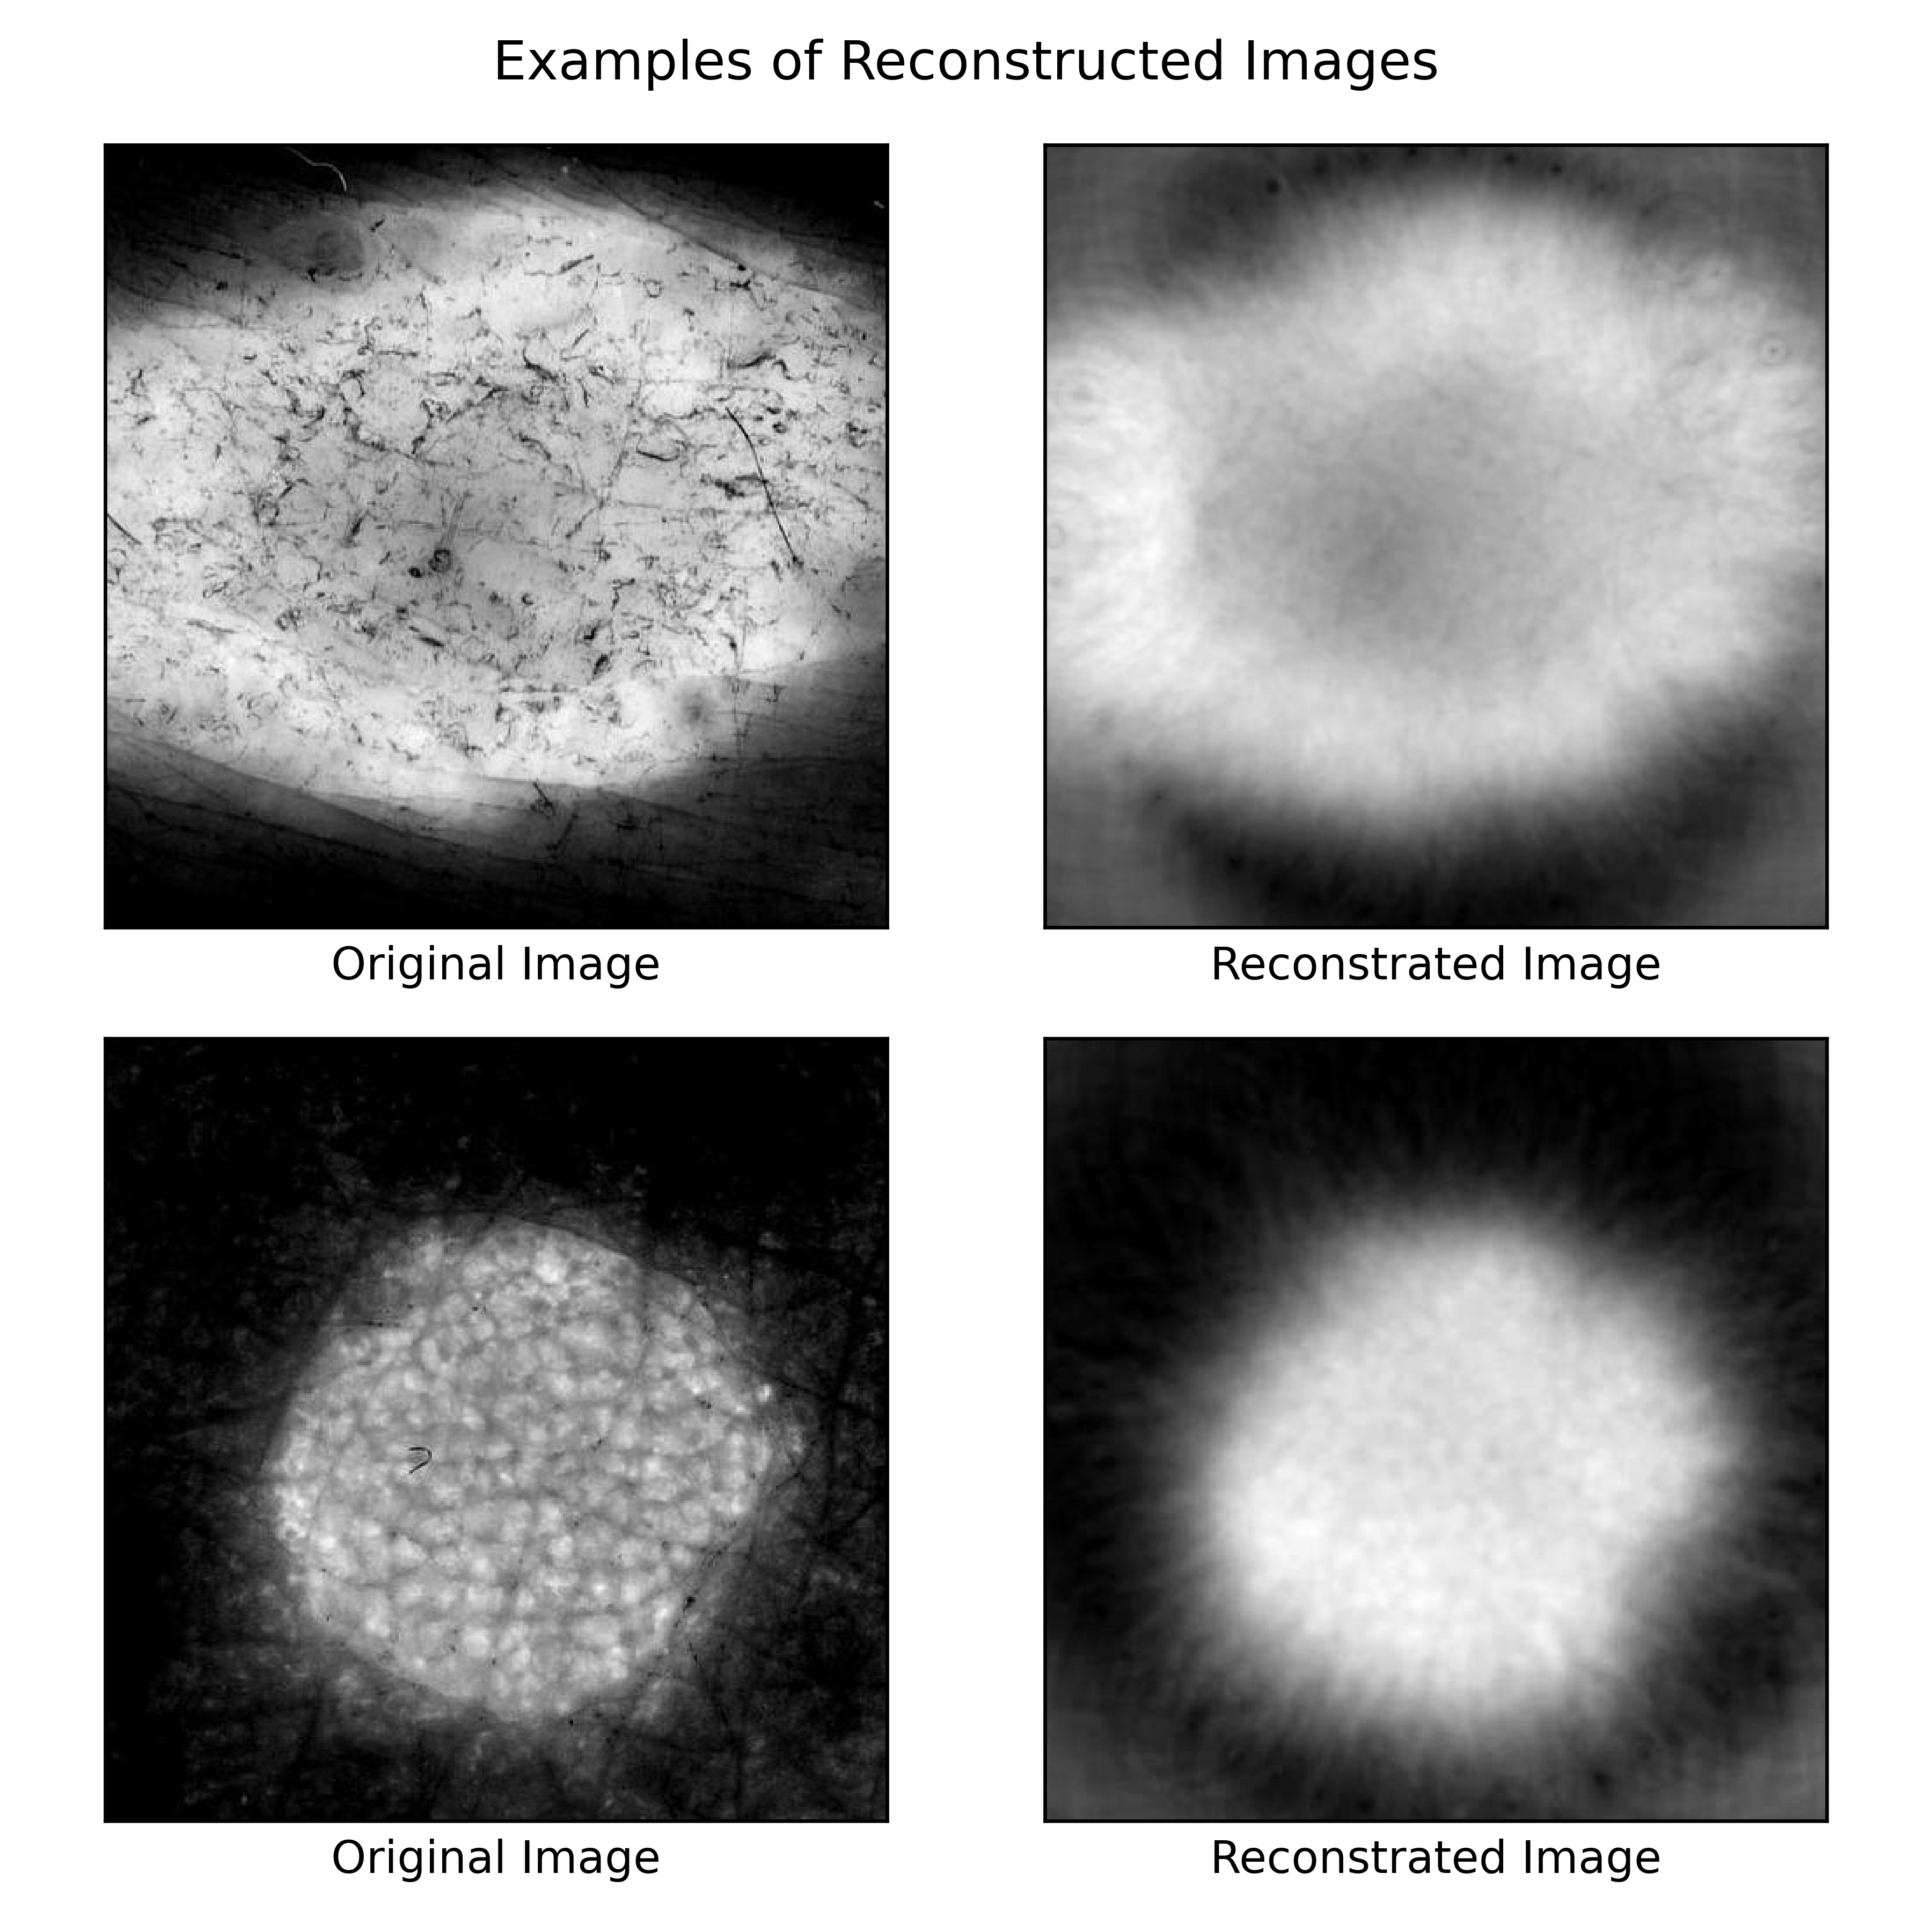 Examples of Reconstructed Images
Original Image
Reconstrated Image
Original Image
Reconstrated Image